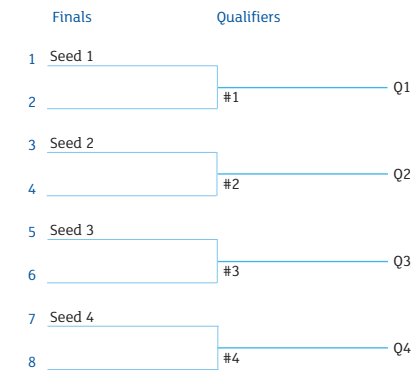 Finals Qualifiers
1 Seed 1
Q1
#1
2
3 Seed 2
Q2
#2
4
5 Seed 3
Q3
#3
6
7 Seed 4
Q4
#4
8